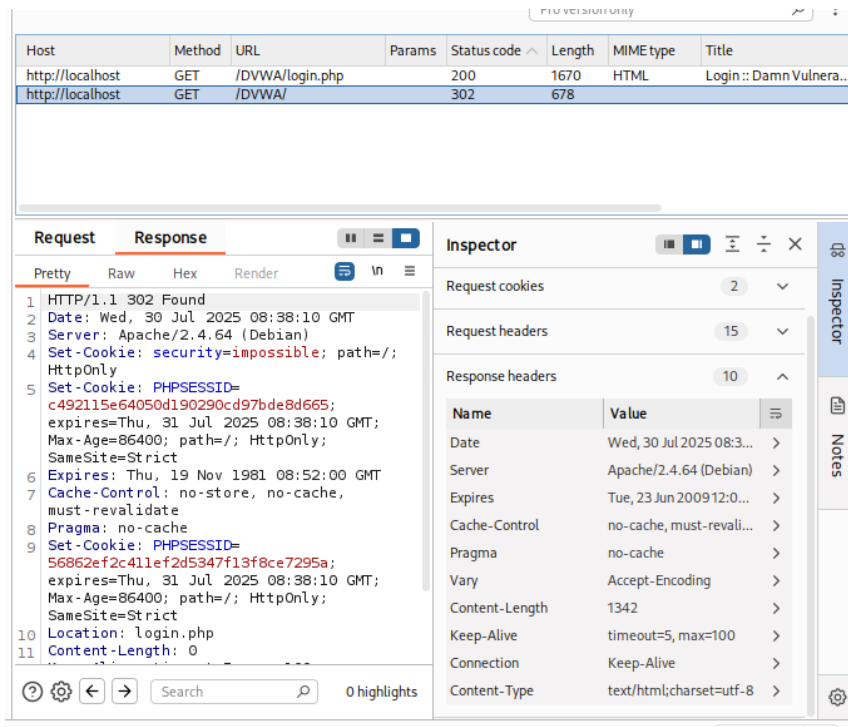 Pro version only
Host Method URL Params Status code Length MIME type Title
http://localhost GET /DVWA/login.php 200 1670 HTML Login :: Damn Vulnera...
http://localhost GET /DVWA/ 302 678
Request Response
Pretty Raw Hex Render \n
1 HTTP/1.1 302 Found
2 Date: Wed, 30 Jul 2025 08:38:10 GMT
3 Server: Apache/2.4.64 (Debian)
4 Set-Cookie: security=impossible; path=/;
HttpOnly
5 Set-Cookie: PHPSESSID=
c492115e64050d190290cd97bde8d665;
expires=Thu, 31 Jul 2025 08:38:10 GMT;
Max-Age=86400; path=/; HttpOnly;
SameSite=Strict
6 Expires: Thu, 19 Nov 1981 08:52:00 GMT
7 Cache-Control: no-store, no-cache,
must-revalidate
8 Pragma: no-cache
9 Set-Cookie: PHPSESSID=
56862ef2c411ef2d5347f13f8ce7295a;
expires=Thu, 31 Jul 2025 08:38:10 GMT;
Max-Age=86400; path=/; HttpOnly;
SameSite=Strict
10 Location: login.php
11 Content-Length: 0
Search 0 highlights
Inspector
Request cookies 2
Request headers 15
Response headers 10
Name Value
Date Wed, 30 Jul 2025 08:3...
Server Apache/2.4.64 (Debian)
Expires Tue, 23 Jun 2009 12:0...
Cache-Control no-cache, must-revali...
Pragma no-cache
Vary Accept-Encoding
Content-Length 1342
Keep-Alive timeout=5, max=100
Connection Keep-Alive
Content-Type text/html;charset=utf-8
Inspector
Notes